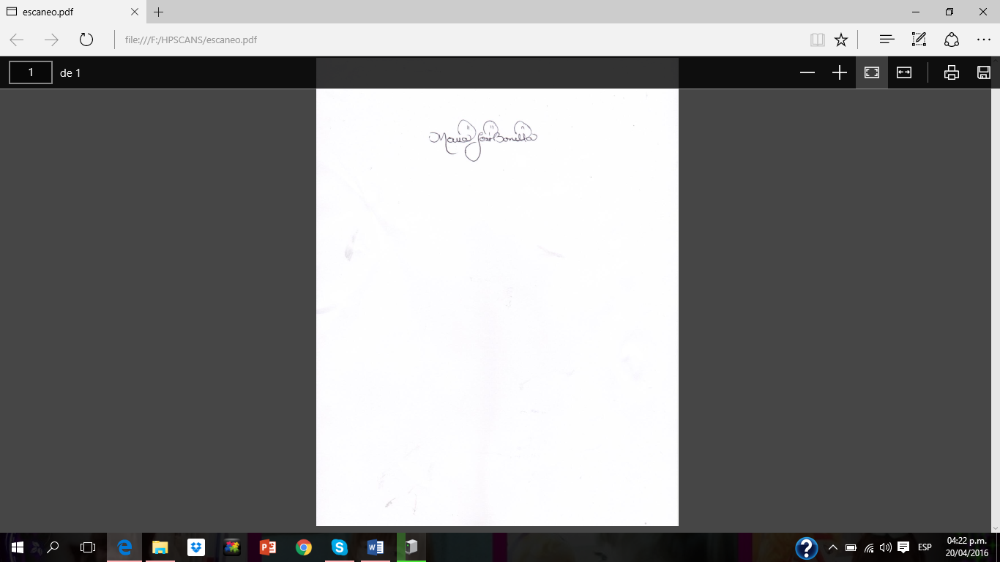 escaneo.pdf
file:///F:/HPSCANS/escaneo.pdf
1 de 1
Maria José Bonilla
ESP
04:22 p.m.
20/04/2016